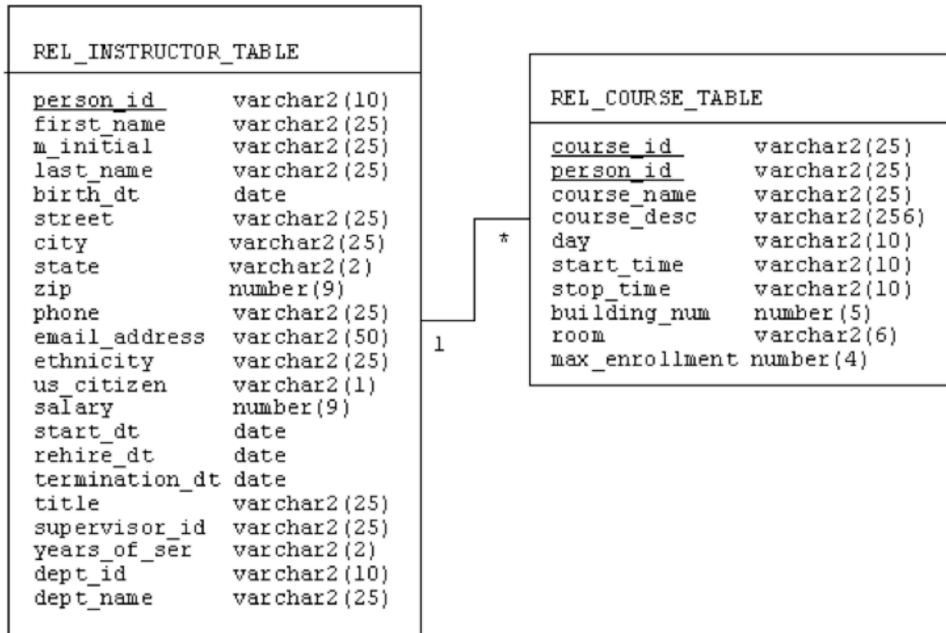 REL_INSTRUCTOR_TABLE
person_id varchar2(10)
first_name varchar2(25)
m_initial varchar2(25)
last_name varchar2(25)
birth_dt date
street varchar2(25)
city varchar2(25)
state varchar2(2)
zip number(9)
phone varchar2(25)
email_address varchar2(50)
ethnicity varchar2(25)
us_citizen varchar2(1)
salary number(9)
start_dt date
rehire_dt date
termination_dt date
title varchar2(25)
supervisor_id varchar2(25)
years_of_ser varchar2(2)
dept_id varchar2(10)
dept_name varchar2(25)
1
*
REL_COURSE_TABLE
course_id varchar2(25)
person_id varchar2(25)
course_name varchar2(25)
course_desc varchar2(256)
day varchar2(10)
start_time varchar2(10)
stop_time varchar2(10)
building_num number(5)
room varchar2(6)
max_enrollment number(4)